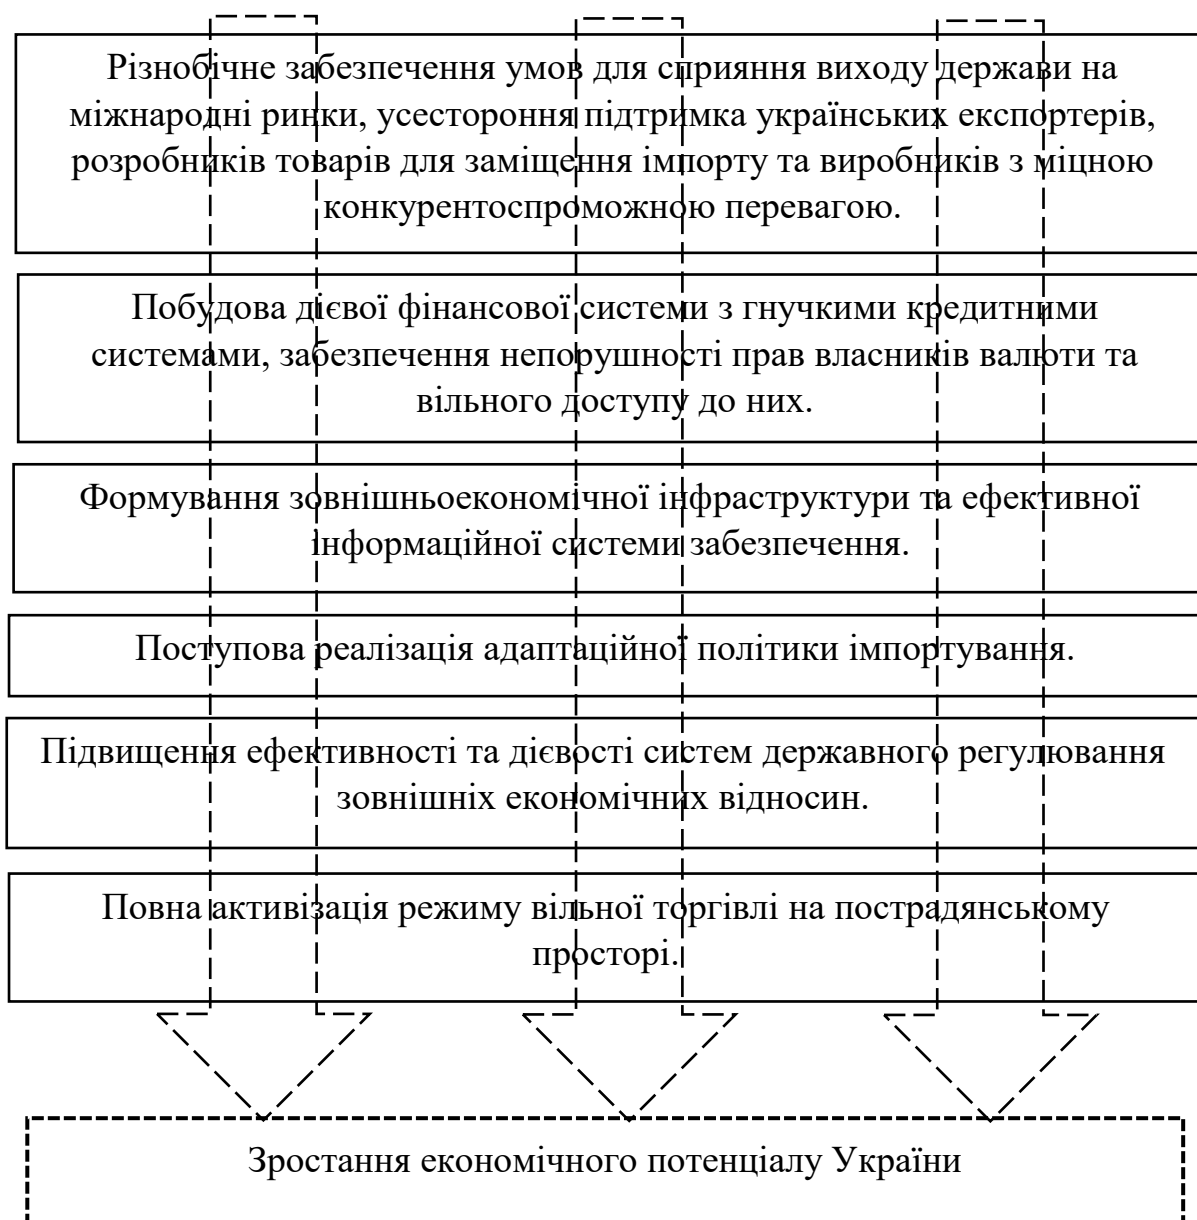 Різнобічне забезпечення умов для сприяння виходу держави на
міжнародні ринки, усестороння підтримка українських експортерів,
розробників товарів для заміщення імпорту та виробників з міцною
конкурентоспроможною перевагою.
Побудова дієвої фінансової системи з гнучкими кредитними
системами, забезпечення непорушності прав власників валюти та
вільного доступу до них.
Формування зовнішньоекономічної інфраструктури та ефективної
інформаційної системи забезпечення.
Поступова реалізація адаптаційної політики імпортування.
Підвищення ефективності та дієвості систем державного регулювання
зовнішніх економічних відносин.
Повна активізація режиму вільної торгівлі на пострадянському
просторі.
Зростання економічного потенціалу України